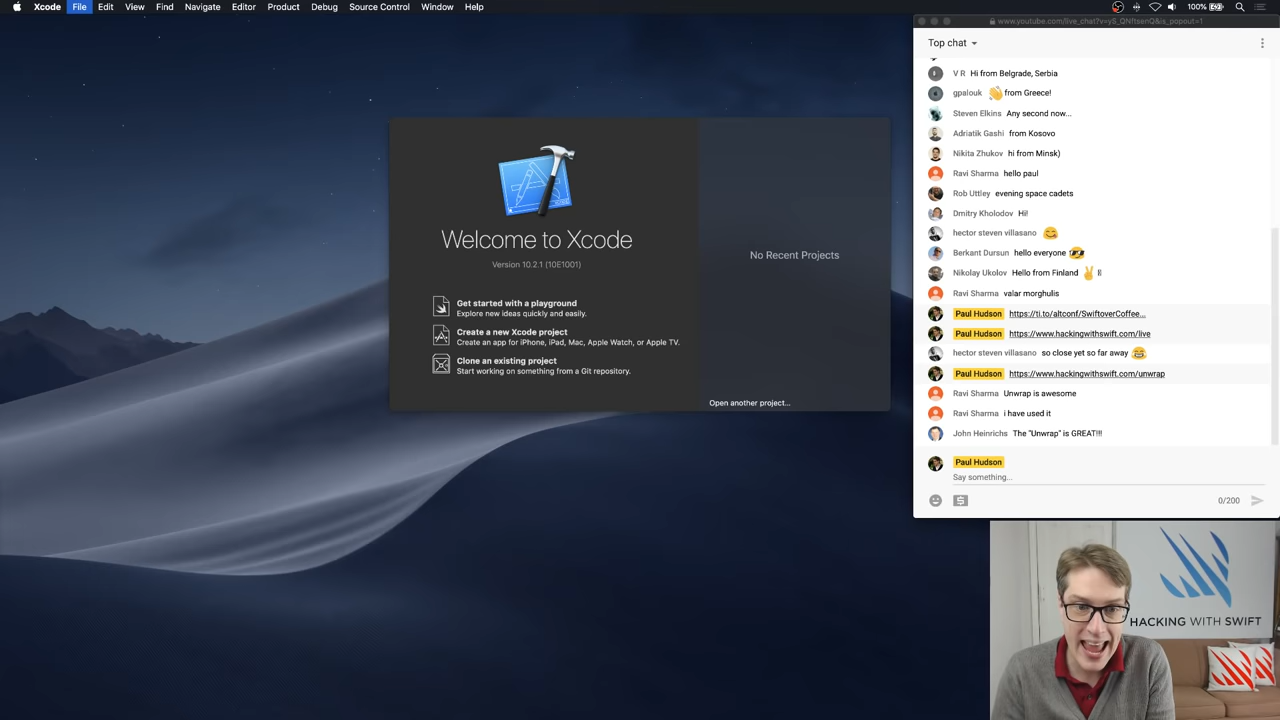 Xcode File Edit View Find Navigate Editor Product Debug Source Control Window Help
100%
www.youtube.com/live_chat?v=yS_QNftsenQ&is_popout=1
Top chat
V R Hi from Belgrade, Serbia
gpalouk from Greece!
Steven Elkins Any second now...
Adriatik Gashi from Kosovo
Nikita Zhukov hi from Minsk)
Ravi Sharma hello paul
Rob Uttley evening space cadets
Dmitry Kholodov Hi!
hector steven villasano
Berkant Dursun hello everyone
Nikolay Ukolov Hello from Finland
Ravi Sharma valar morghulis
Paul Hudson https://ti.to/altconf/SwiftoverCoffee...
Paul Hudson https://www.hackingwithswift.com/live
hector steven villasano so close yet so far away
Paul Hudson https://www.hackingwithswift.com/unwrap
Ravi Sharma Unwrap is awesome
Ravi Sharma i have used it
John Heinrichs The "Unwrap" is GREAT!!!
Paul Hudson
Say something...
0/200
Welcome to Xcode
Version 10.2.1 (10E1001)
Get started with a playground
Explore new ideas quickly and easily.
Create a new Xcode project
Create an app for iPhone, iPad, Mac, Apple Watch, or Apple TV.
Clone an existing project
Start working on something from a Git repository.
No Recent Projects
Open another project...
HACKING WITH SWIFT